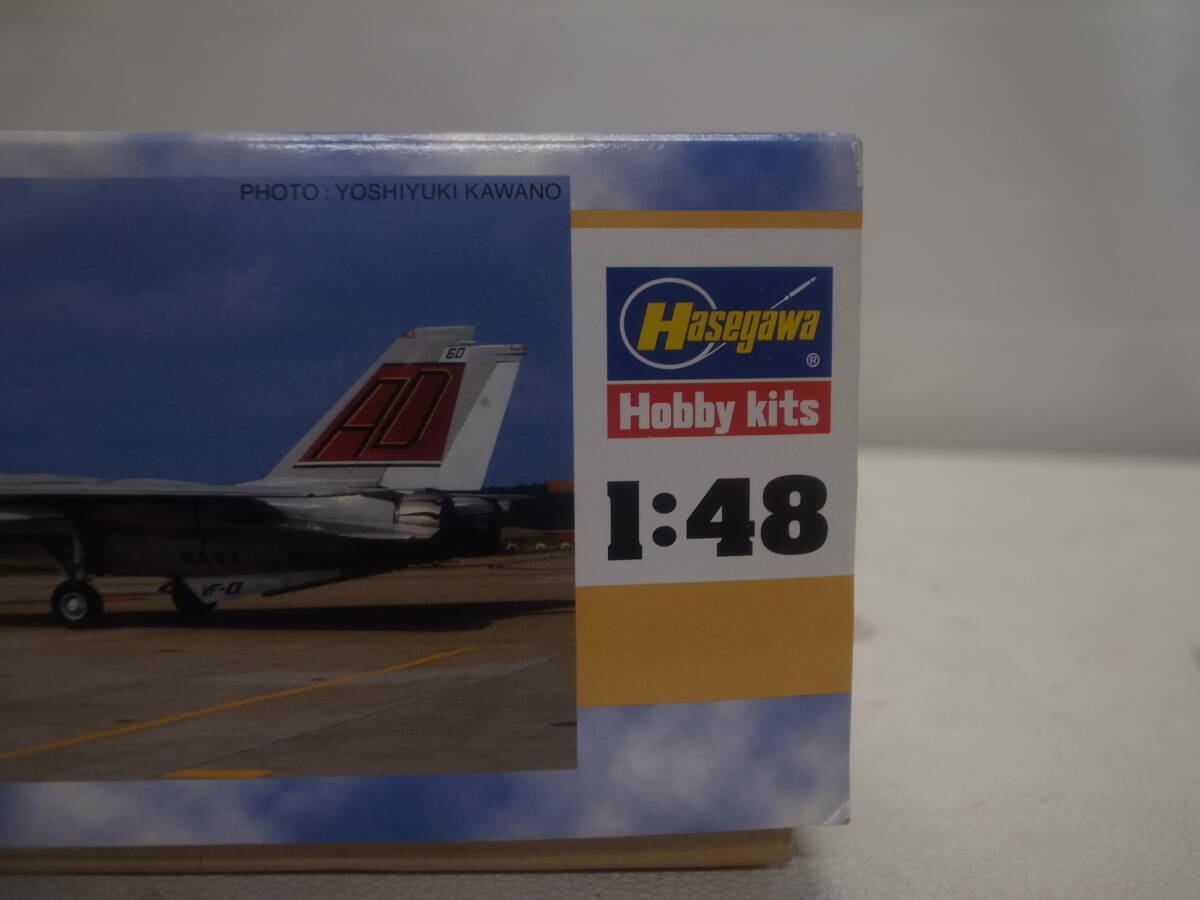 PHOTO : YOSHIYUKI KAWANO
Hasegawa
®
Hobby kits
1:48
60
AD
NAVY